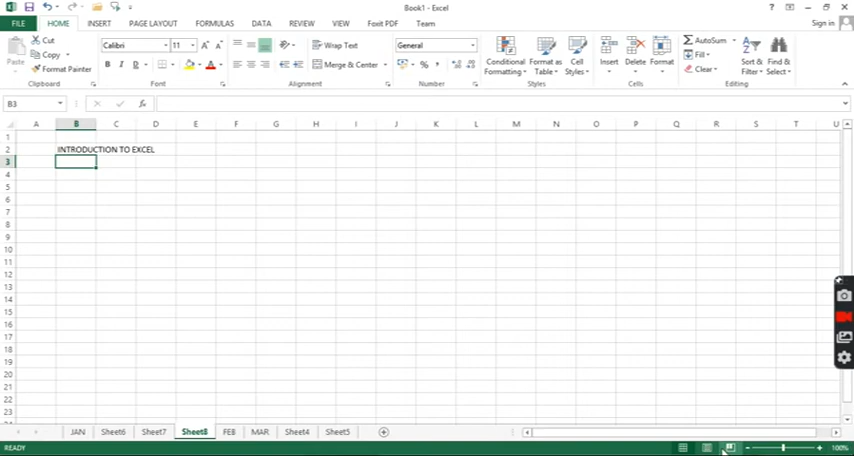 Book1 - Excel
Sign in
FILE HOME INSERT PAGE LAYOUT FORMULAS DATA REVIEW VIEW Foxit PDF Team
Paste
Cut
Copy
Format Painter
Calibri 11
B I U
Wrap Text
Merge & Center
General
Conditional Formatting
Format as Table
Cell Styles
Insert Delete Format
AutoSum
Fill
Clear
Sort & Filter
Find & Select
Clipboard Font Alignment Number Styles Cells Editing
B3 fx
A B C D E F G H I J K L M N O P Q R S T U
1
2 INTRODUCTION TO EXCEL
3
4
5
6
7
8
9
10
11
12
13
14
15
16
17
18
19
20
21
22
23
JAN Sheet6 Sheet7 Sheet8 FEB MAR Sheet4 Sheet5
READY 100%